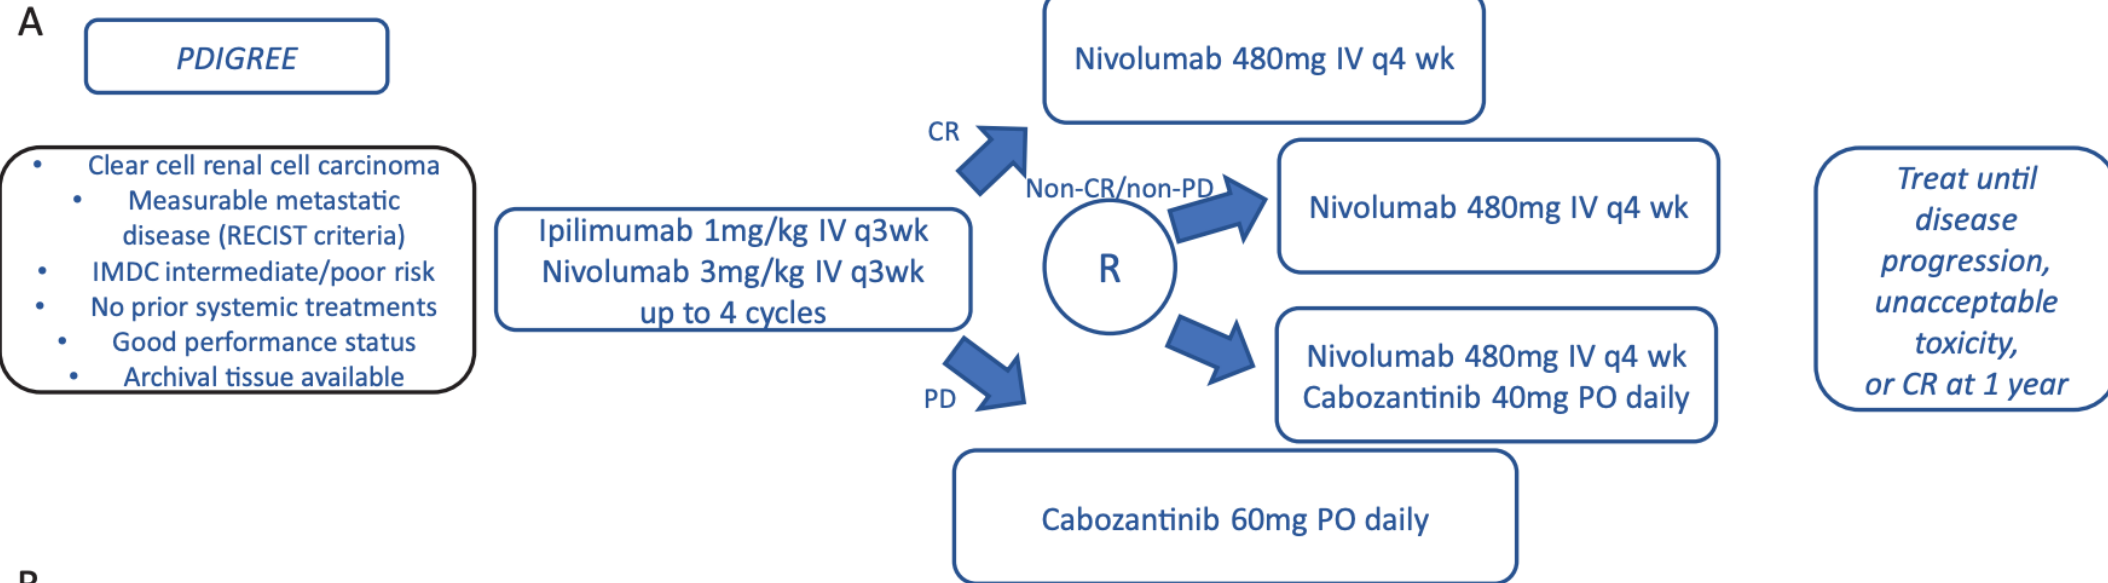 A
PDIGREE
• Clear cell renal cell carcinoma
• Measurable metastatic
disease (RECIST criteria)
• IMDC intermediate/poor risk
• No prior systemic treatments
• Good performance status
• Archival tissue available
Ipilimumab 1mg/kg IV q3wk
Nivolumab 3mg/kg IV q3wk
up to 4 cycles
CR
Nivolumab 480mg IV q4 wk
Non-CR/non-PD
R
Nivolumab 480mg IV q4 wk
Nivolumab 480mg IV q4 wk
Cabozantinib 40mg PO daily
PD
Cabozantinib 60mg PO daily
Treat until
disease
progression,
unacceptable
toxicity,
or CR at 1 year